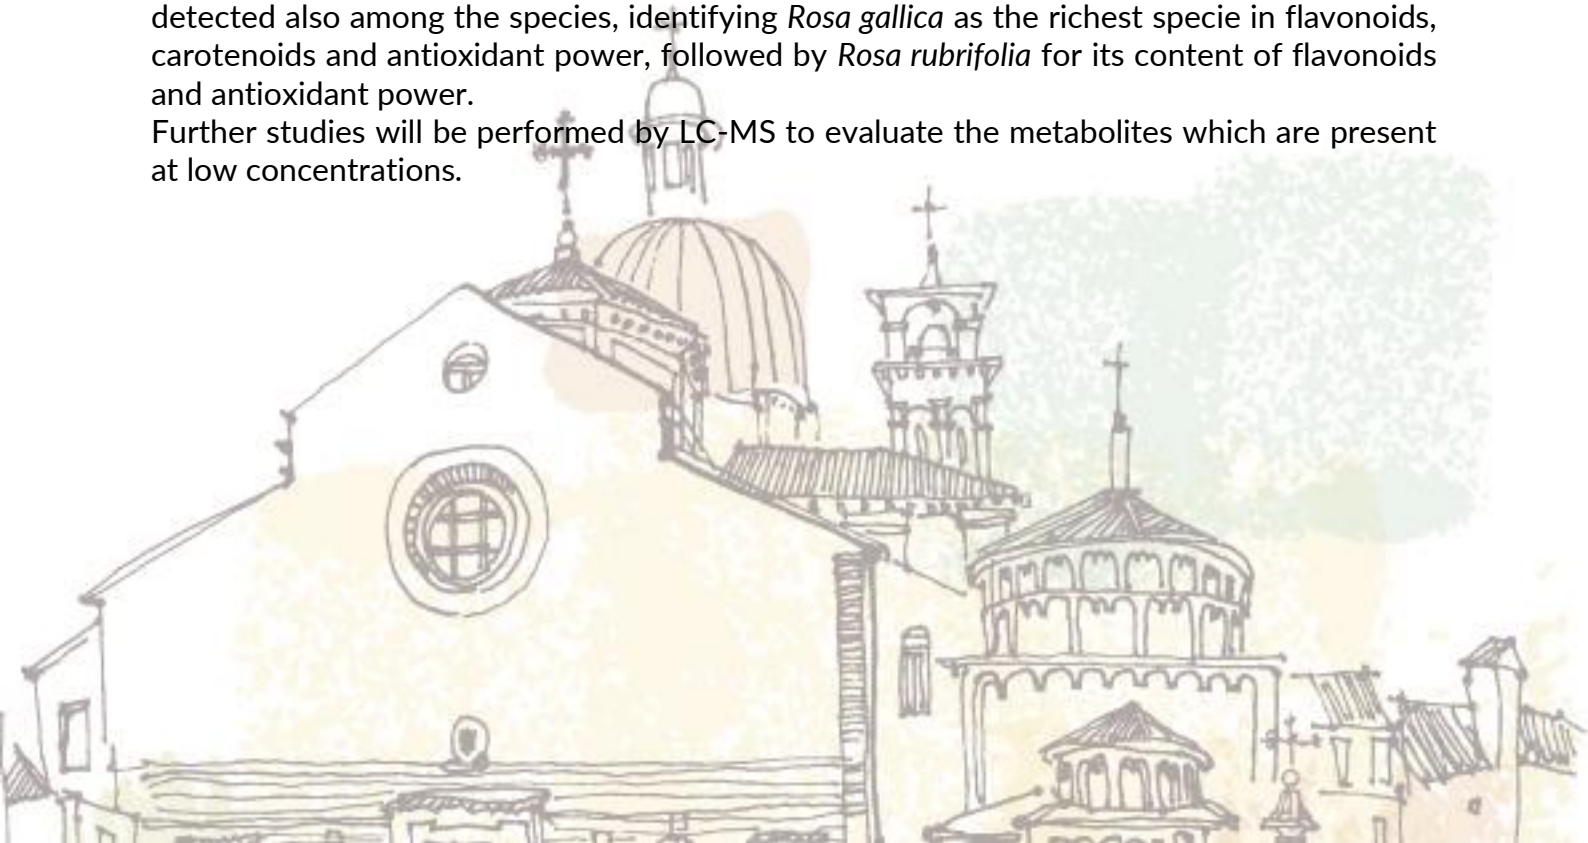 detected also among the species, identifying Rosa gallica as the richest specie in flavonoids,
carotenoids and antioxidant power, followed by Rosa rubrifolia for its content of flavonoids
and antioxidant power.
Further studies will be performed by LC-MS to evaluate the metabolites which are present
at low concentrations.